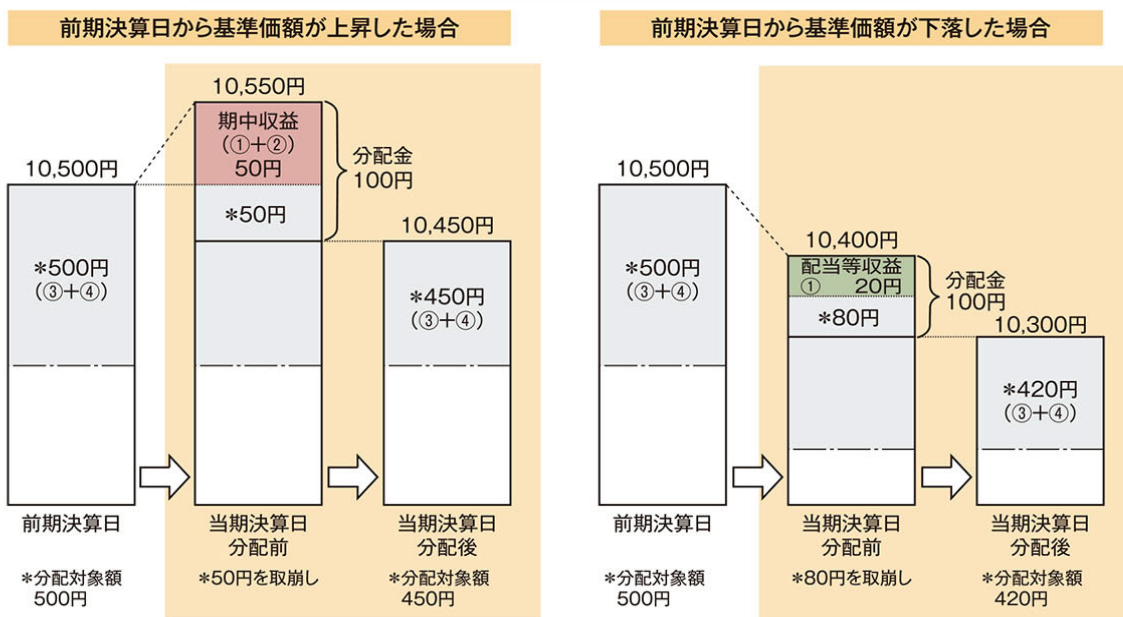 前期決算日から基準価額が上昇した場合
10,550円
期中収益
(①+②)
50円
分配金
100円
10,500円
*50円
10,450円
*500円
(③+④)
*450円
(③+④)
前期決算日
当期決算日
分配前
当期決算日
分配後
*分配対象額
500円
*50円を取崩し
*分配対象額
450円
前期決算日から基準価額が下落した場合
10,500円
10,400円
配当等収益
① 20円
分配金
100円
*500円
(③+④)
*80円
10,300円
*420円
(③+④)
前期決算日
当期決算日
分配前
当期決算日
分配後
*分配対象額
500円
*80円を取崩し
*分配対象額
420円